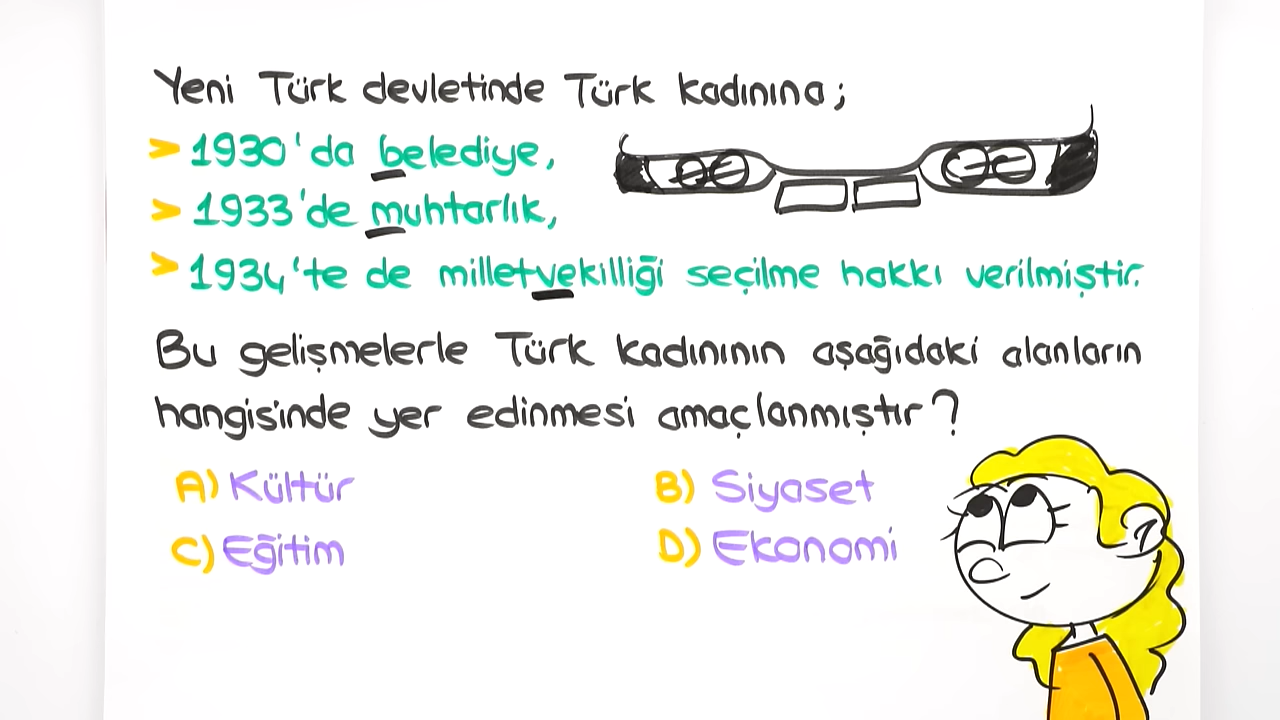 Yeni Türk devletinde Türk kadınına;
> 1930'da belediye,
> 1933'de muhtarlık,
> 1934'te de milletvekilliği seçilme hakkı verilmiştir.
Bu gelişmelerle Türk kadınının aşağıdaki alanların
hangisinde yer edinmesi amaçlanmıştır?
A) Kültür
B) Siyaset
C) Eğitim
D) Ekonomi